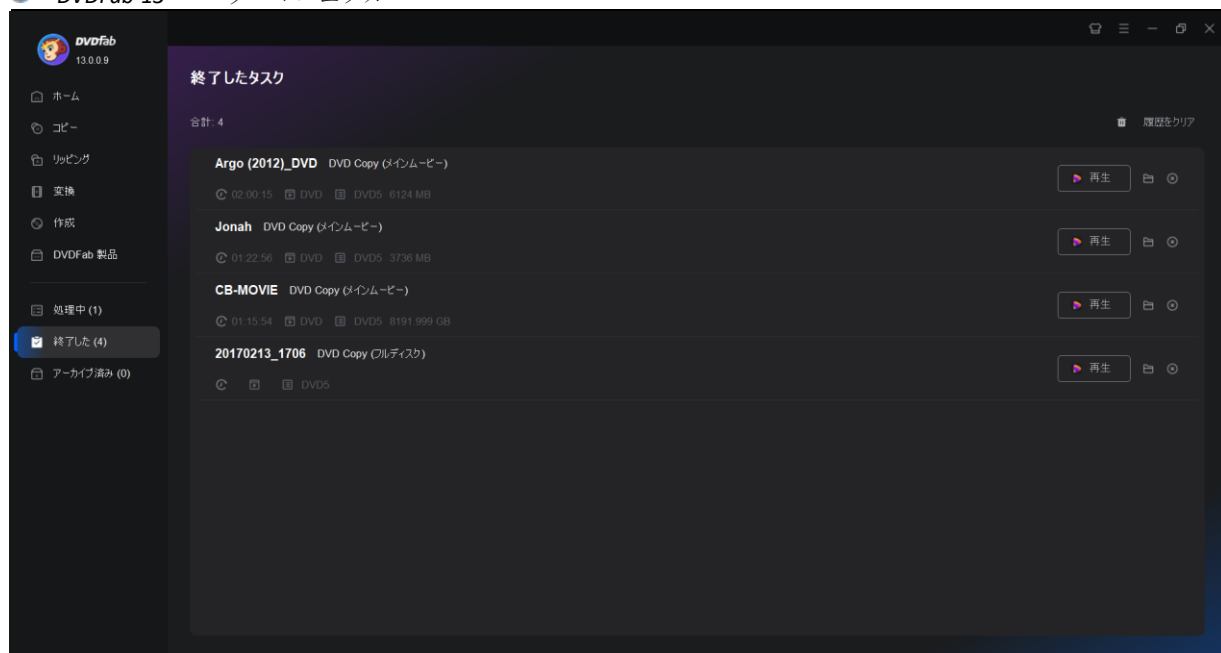 DVDFab
13.0.0.9
ホーム
コピー
リッピング
変換
作成
DVDFab 製品
処理中 (1)
終了した (4)
アーカイブ済み (0)
終了したタスク
合計: 4
履歴をクリア
Argo (2012)_DVD DVD Copy (メインムービー)
02:00:15 DVD DVD5 6124 MB
再生
Jonah DVD Copy (メインムービー)
01:22:56 DVD DVD5 3736 MB
再生
CB-MOVIE DVD Copy (メインムービー)
01:15:54 DVD DVD5 8191.999 GB
再生
20170213_1706 DVD Copy (フルディスク)
DVD5
再生